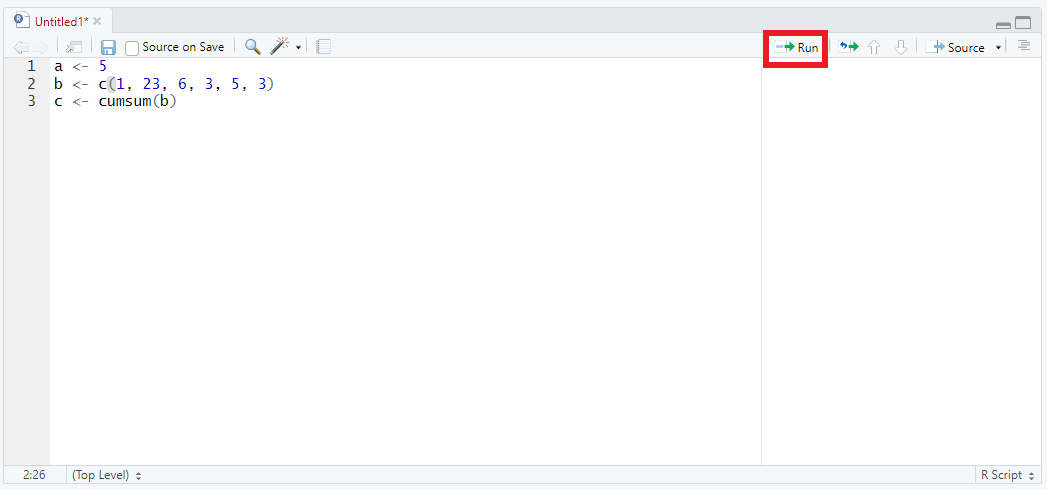 Untitled1*
Source on Save
Run
Source
1 a <- 5
2 b <- c(1, 23, 6, 3, 5, 3)
3 c <- cumsum(b)
2:26 (Top Level) R Script